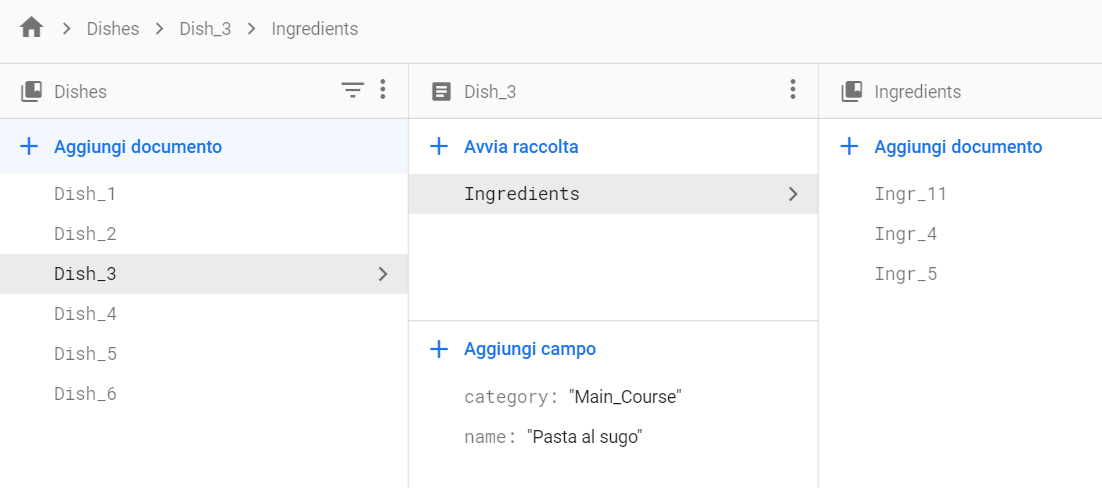 Dishes > Dish_3 > Ingredients
Dishes
Aggiungi documento
Dish_1
Dish_2
Dish_3
Dish_4
Dish_5
Dish_6
Dish_3
Avvia raccolta
Ingredients
Aggiungi campo
category: "Main_Course"
name: "Pasta al sugo"
Ingredients
Aggiungi documento
Ingr_11
Ingr_4
Ingr_5